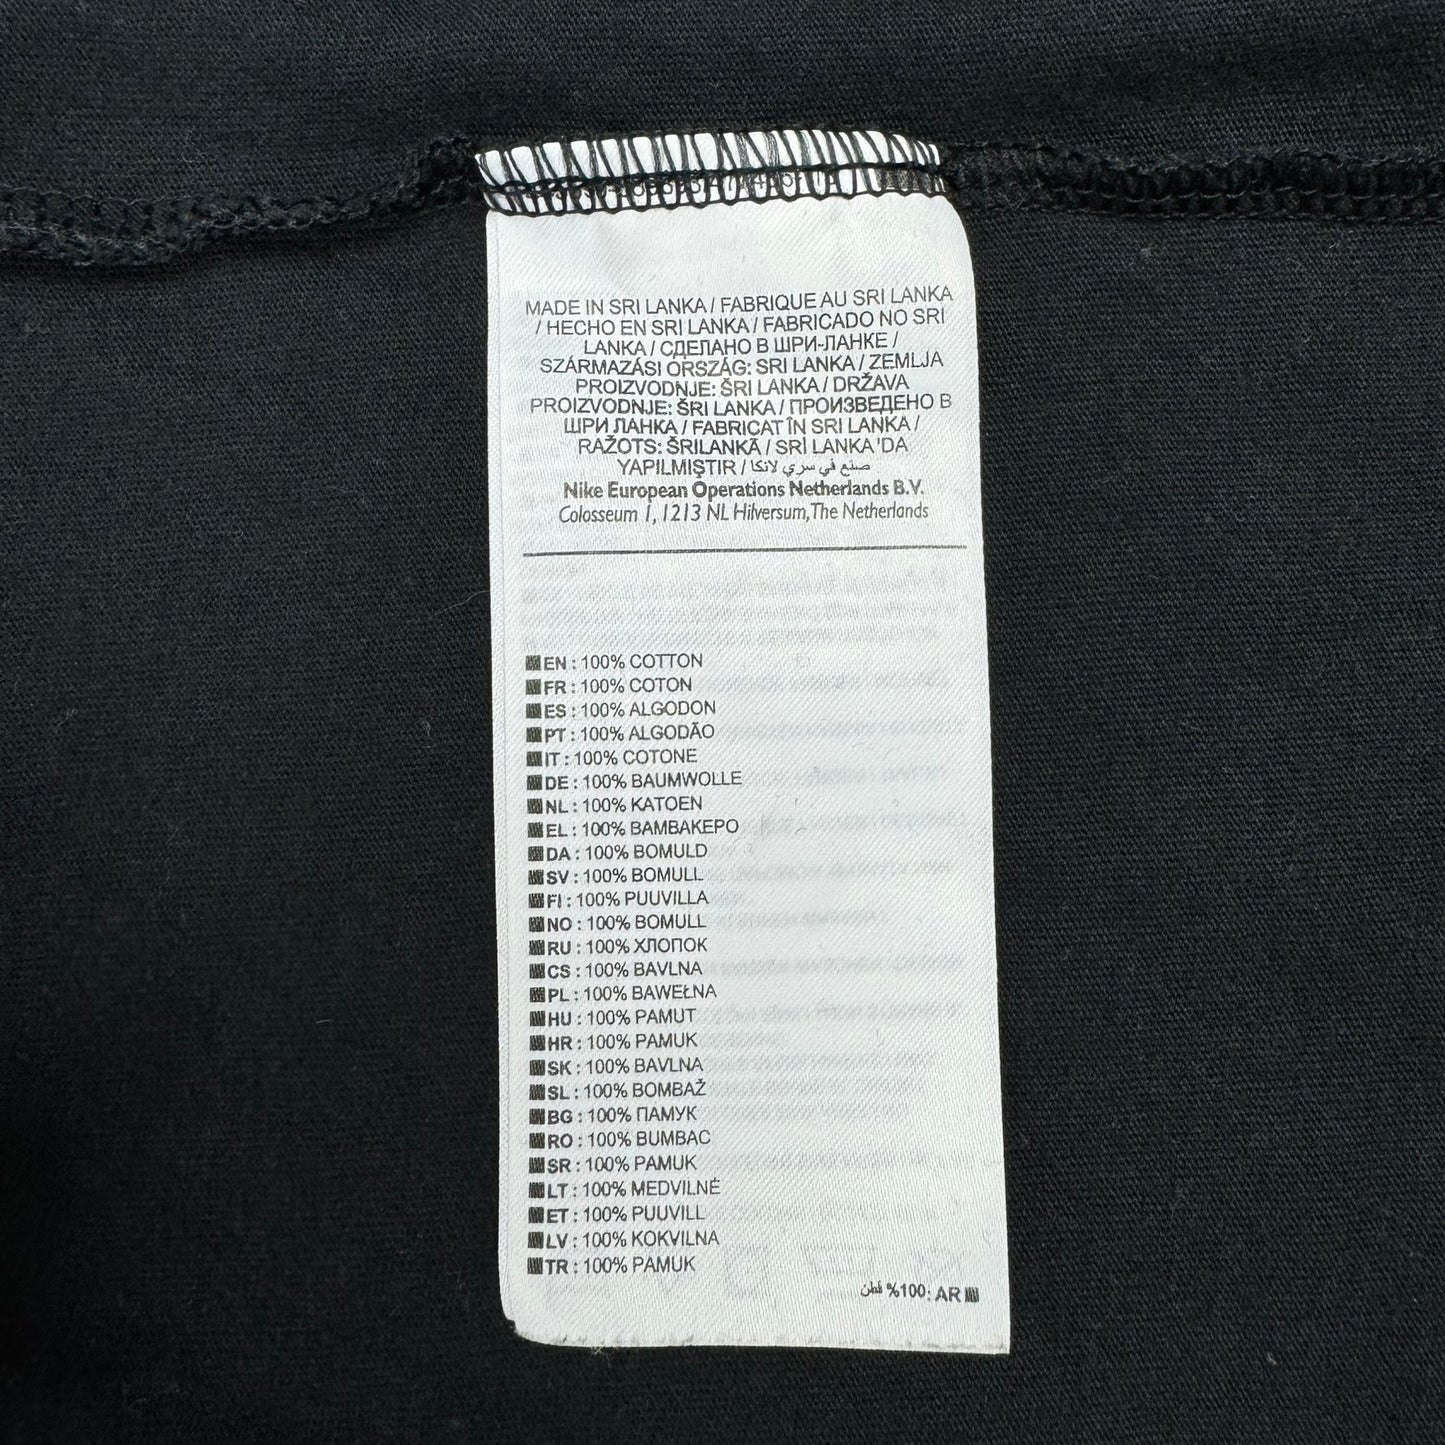 MADE IN SRI LANKA / FABRIQUE AU SRI LANKA
/ HECHO EN SRI LANKA / FABRICADO NO SRI
LANKA / СДЕЛАНО В ШРИ-ЛАНКЕ /
SZÁRMAZÁSI ORSZÁG: SRI LANKA / ZEMLJA
PROIZVODNJE: ŠRI LANKA / DRŽAVA
PROIZVODNJE: ŠRI LANKA / ПРОИЗВЕДЕНО В
ШРИ ЛАНКА / FABRICAT ÎN SRI LANKA /
RAŽOTS: ŠRILANKĀ / SRİ LANKA 'DA
YAPILMIŞTIR / صنع في سري لانكا
Nike European Operations Netherlands B.V.
Colosseum 1, 1213 NL Hilversum, The Netherlands
EN : 100% COTTON
FR : 100% COTON
ES : 100% ALGODON
PT : 100% ALGODÃO
IT : 100% COTONE
DE : 100% BAUMWOLLE
NL : 100% KATOEN
EL : 100% ΒΑΜΒΑΚΕΡΟ
DA : 100% BOMULD
SV : 100% BOMULL
FI : 100% PUUVILLA
NO : 100% BOMULL
RU : 100% ХЛОПОК
CS : 100% BAVLNA
PL : 100% BAWEŁNA
HU : 100% PAMUT
HR : 100% PAMUK
SK : 100% BAVLNA
SL : 100% BOMBAŽ
BG : 100% ПАМУК
RO : 100% BUMBAC
SR : 100% PAMUK
LT : 100% MEDVILNĖ
ET : 100% PUUVILL
LV : 100% KOKVILNA
TR : 100% PAMUK
AR :100% قطن